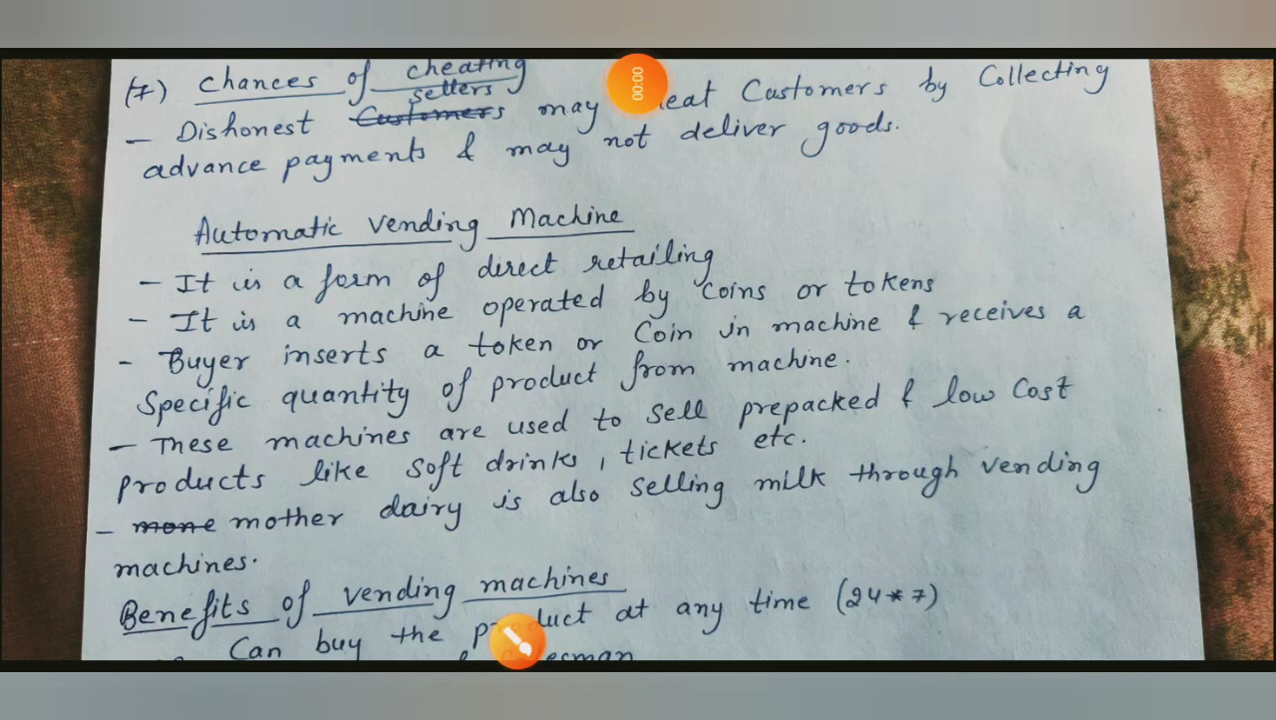 (7) Chances of cheating
sellers
- Dishonest Customers may eat Customers by Collecting
advance payments & may not deliver goods.
Automatic Vending Machine
- It is a form of direct retailing
- It is a machine operated by coins or tokens
- Buyer inserts a token or Coin in machine & receives a
Specific quantity of product from machine.
- These machines are used to sell prepacked & low Cost
products like soft drinks, tickets etc.
- more mother dairy is also selling milk through vending
machines.
Benefits of vending machines
Can buy the product at any time (24*7)
00:00